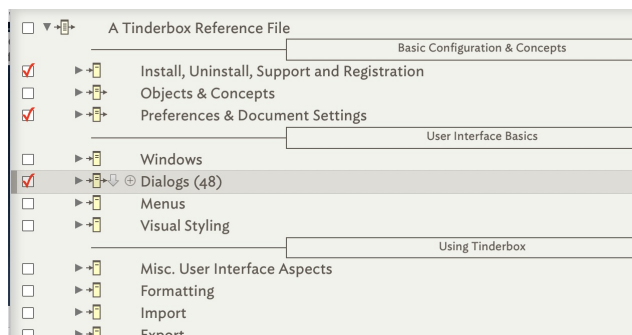 A Tinderbox Reference File
Basic Configuration & Concepts
Install, Uninstall, Support and Registration
Objects & Concepts
Preferences & Document Settings
User Interface Basics
Windows
Dialogs (48)
Menus
Visual Styling
Using Tinderbox
Misc. User Interface Aspects
Formatting
Import
Export